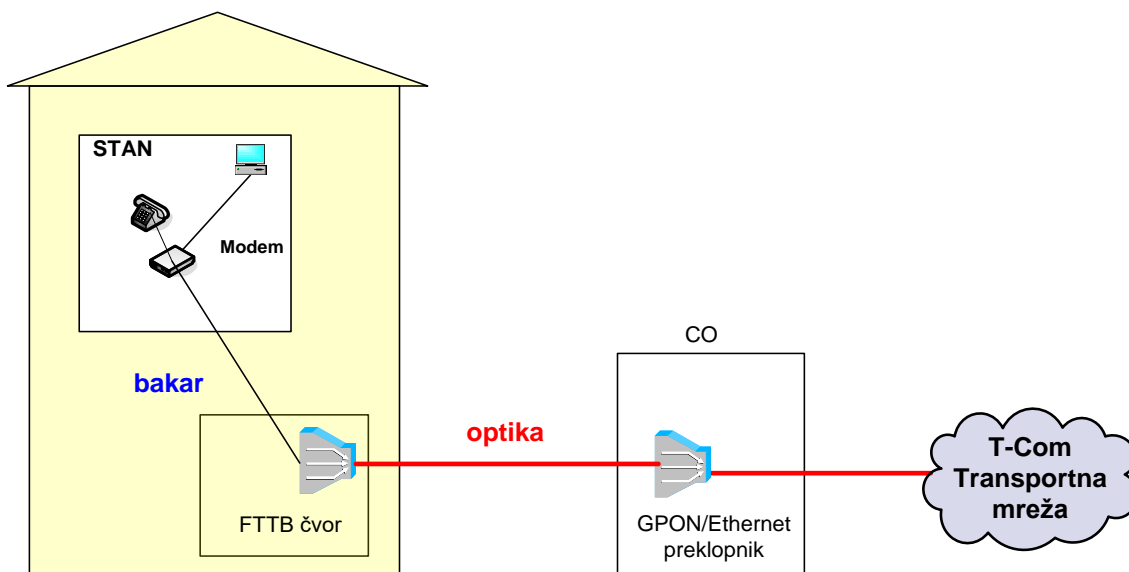 STAN
Modem
bakar
FTTB čvor
optika
CO
GPON/Ethernet
preklopnik
T-Com
Transportna
mreža